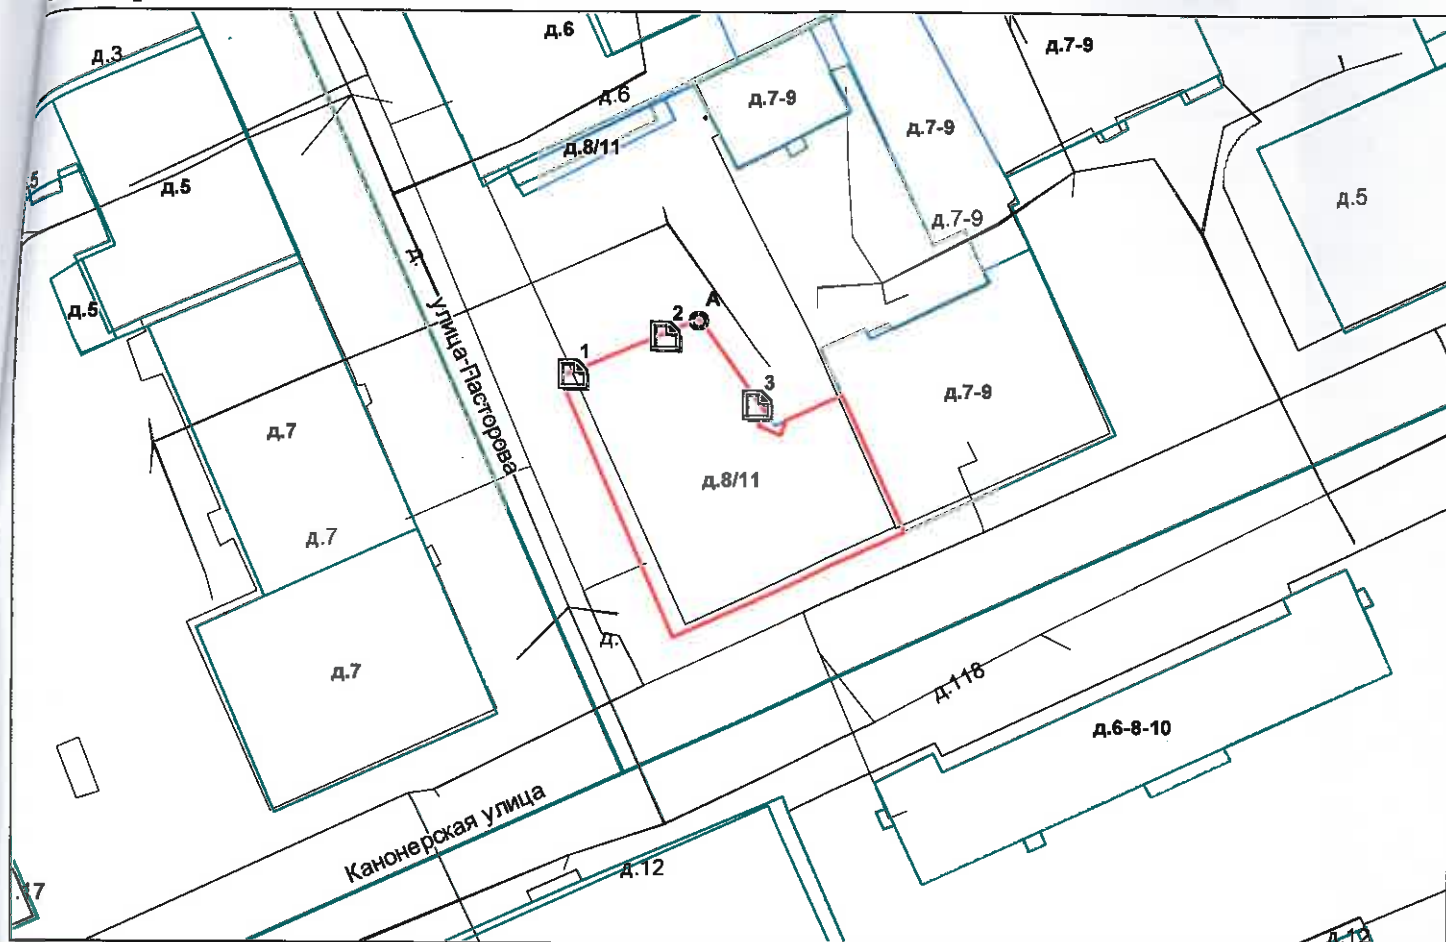 д.3
д.6
д.7-9
д.6
д.7-9
д.7-9
д.8/11
д.5
д.5
д.7-9
д.
д.5
А
2
улица-Пасторова
1
3
д.7-9
д.7
д.8/11
д.7
д.
д.7
д.118
д.6-8-10
Канонерская улица
д.12